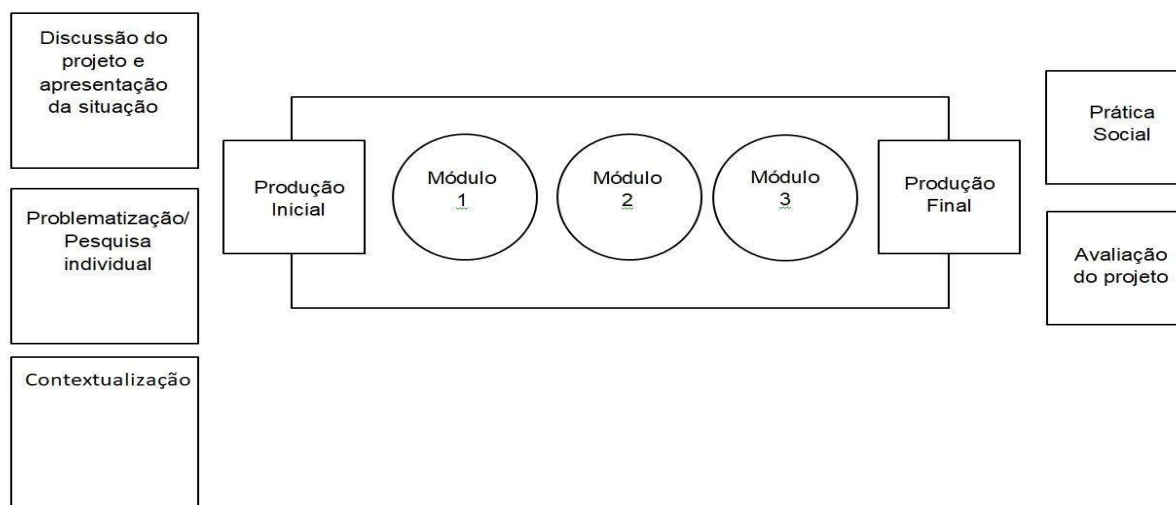 Discussão do
projeto e
apresentação
da situação
Problematização/
Pesquisa
individual
Contextualização
Produção
Inicial
Módulo
1
Módulo
2
Módulo
3
Produção
Final
Prática
Social
Avaliação
do projeto